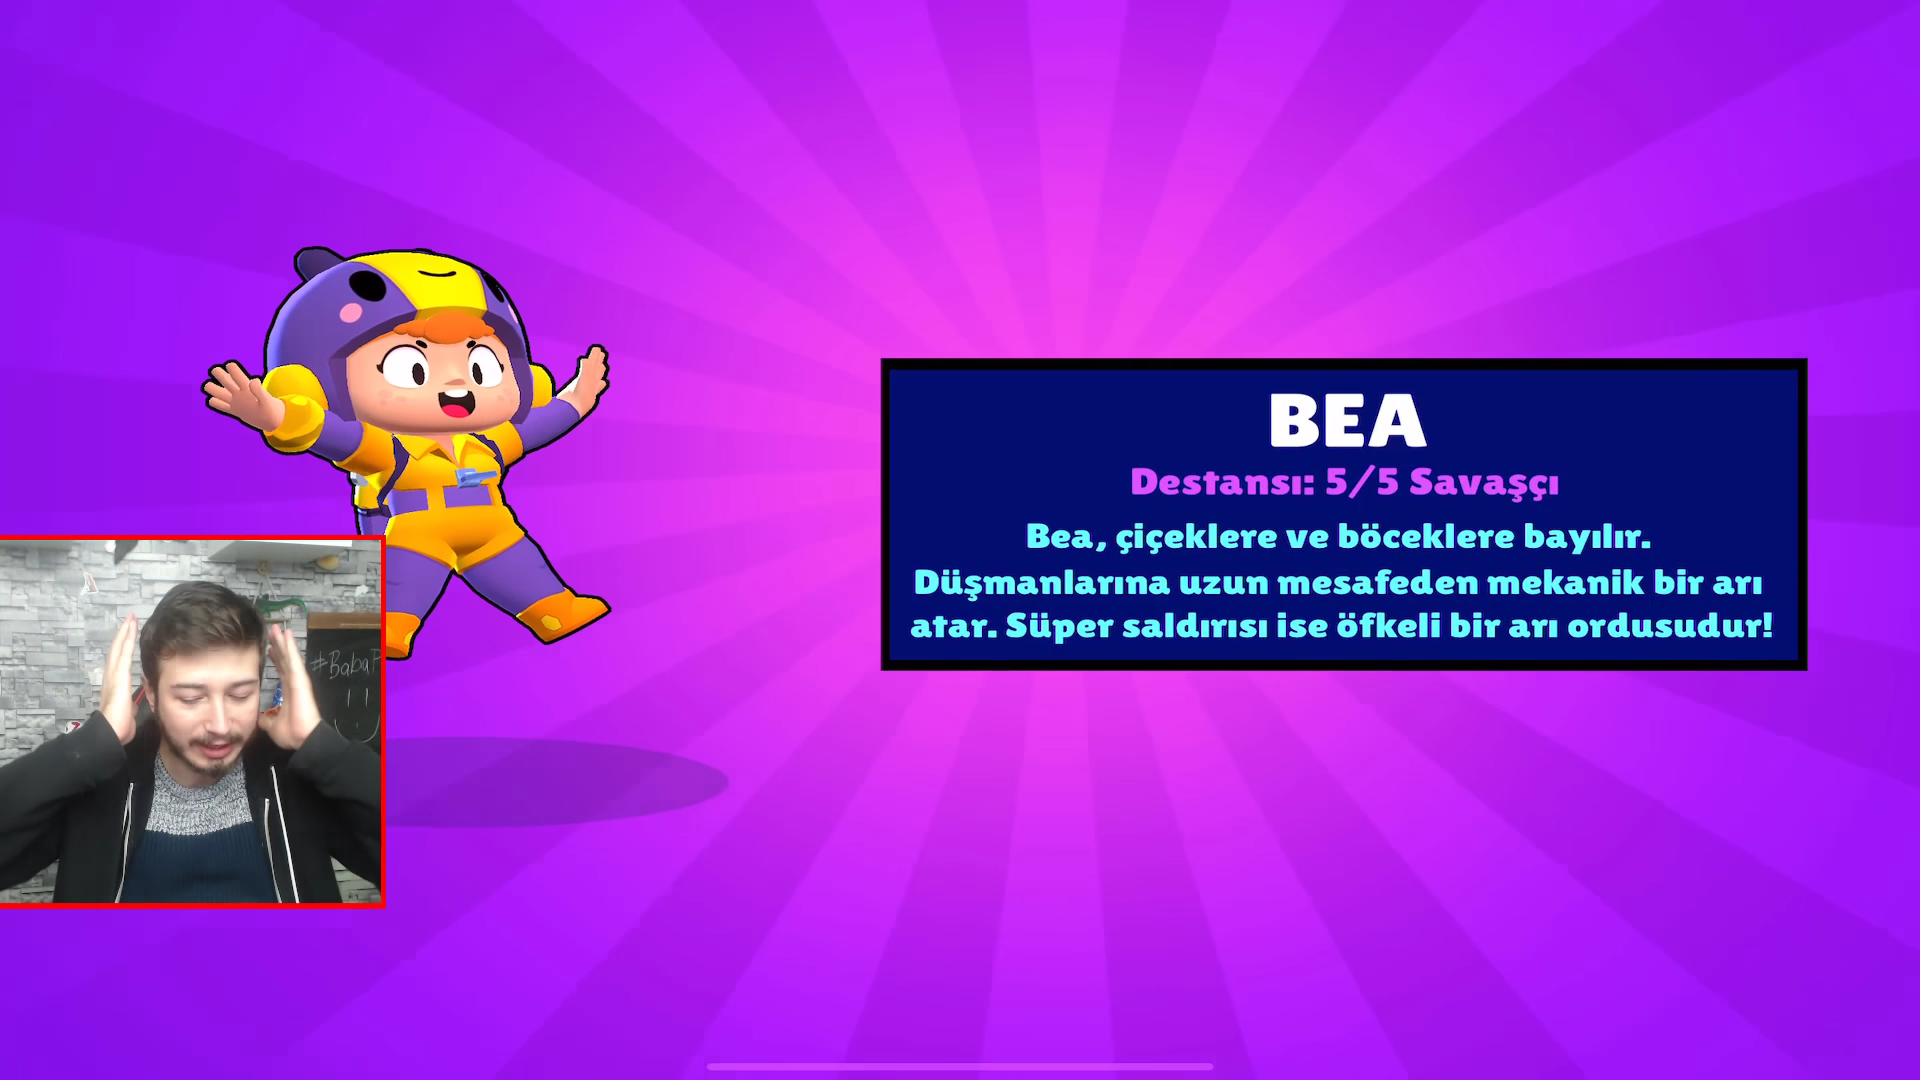 BEA
Destansı: 5/5 Savaşçı
Bea, çiçeklere ve böceklere bayılır.
Düşmanlarına uzun mesafeden mekanik bir arı
atar. Süper saldırısı ise öfkeli bir arı ordusudur!
#BabaP